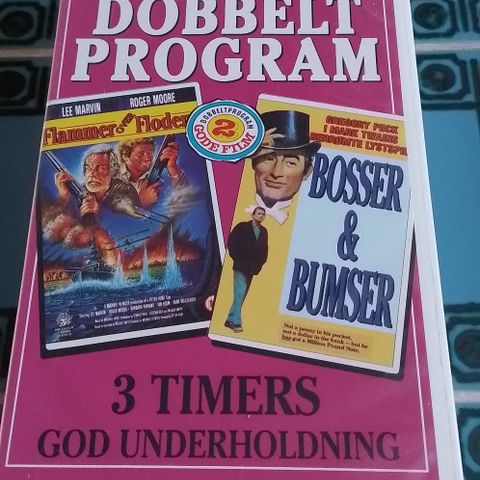 DOBBELT
PROGRAM
LEE MARVIN ROGER MOORE
Flammer over Floden
DOBBELTPROGRAM
2
GODE FILM
GREGORY PECK
I MARK TWAINS
BERØMTE LYSTSPIL
BOSSER
&
BUMSER
Not a penny in his pocket,
not a dollar in the bank – but he
has got a Million Pound Note.
3 TIMERS
GOD UNDERHOLDNING